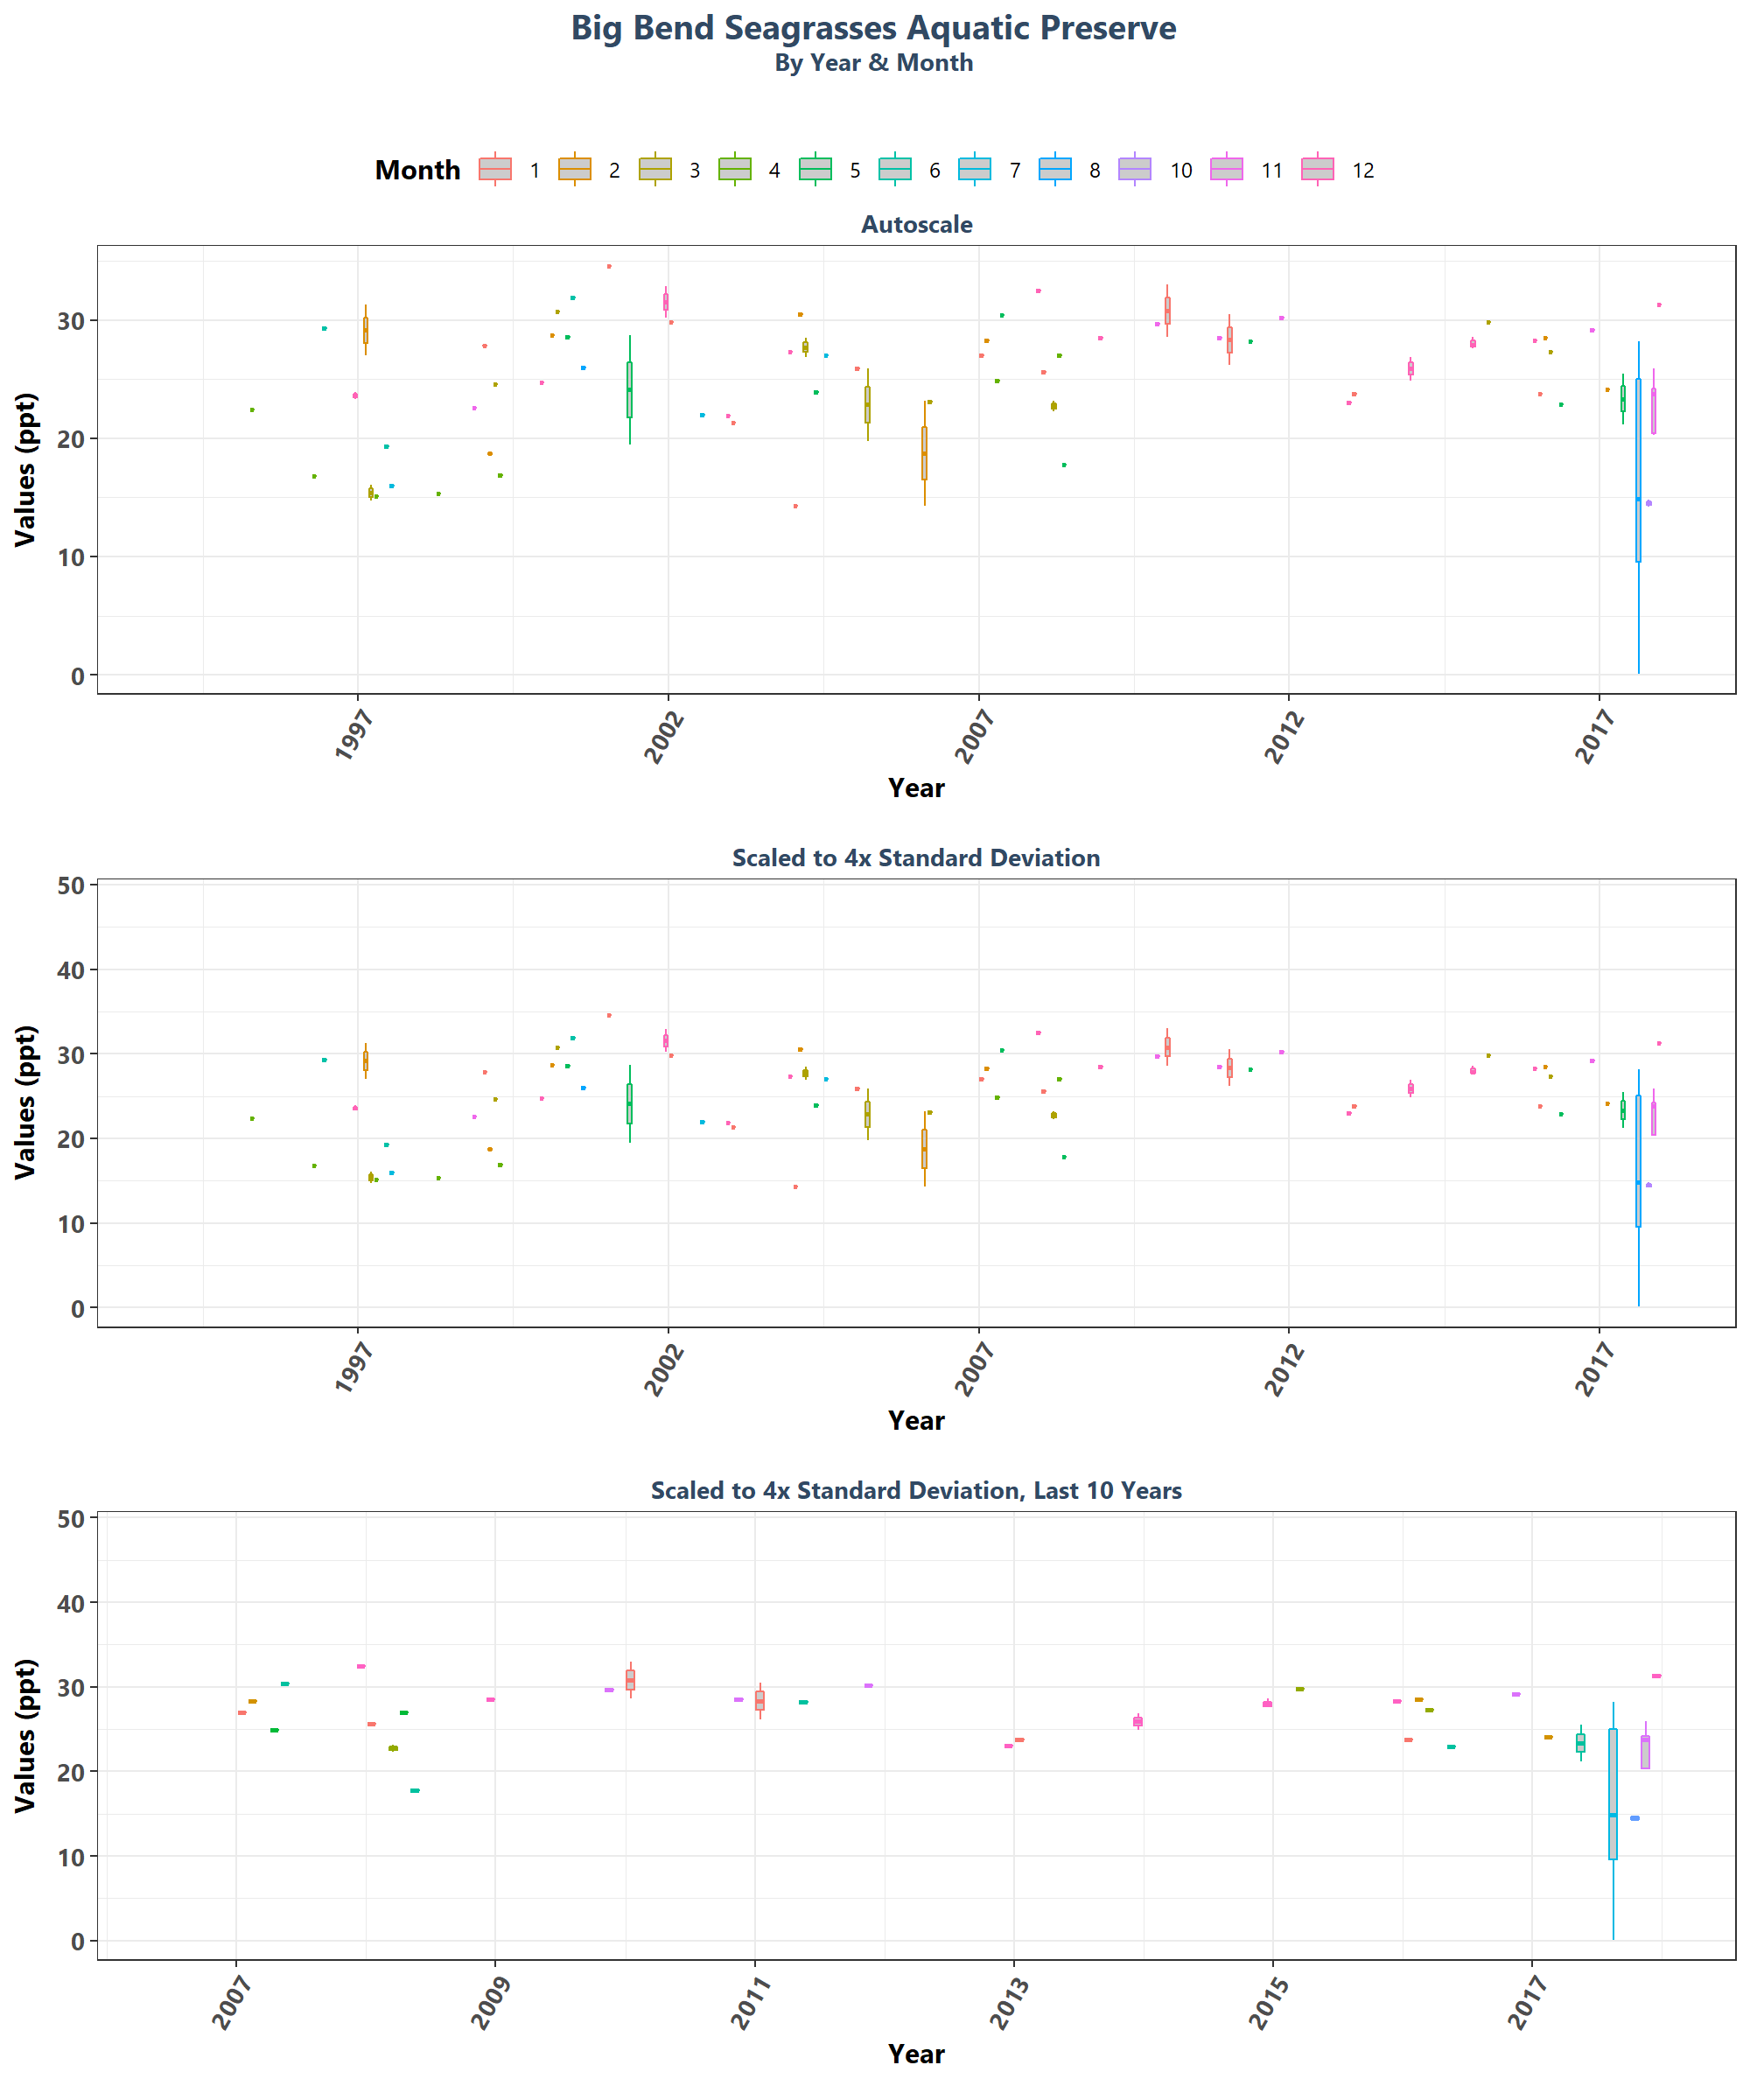 Big Bend Seagrasses Aquatic Preserve
By Year & Month
Month 1 2 3 4 5 6 7 8 10 11 12
Autoscale
Values (ppt)
30
20
10
0
1997 2002 2007 2012 2017
Year
Scaled to 4x Standard Deviation
Values (ppt)
50
40
30
20
10
0
1997 2002 2007 2012 2017
Year
Scaled to 4x Standard Deviation, Last 10 Years
Values (ppt)
50
40
30
20
10
0
2007 2009 2011 2013 2015 2017
Year